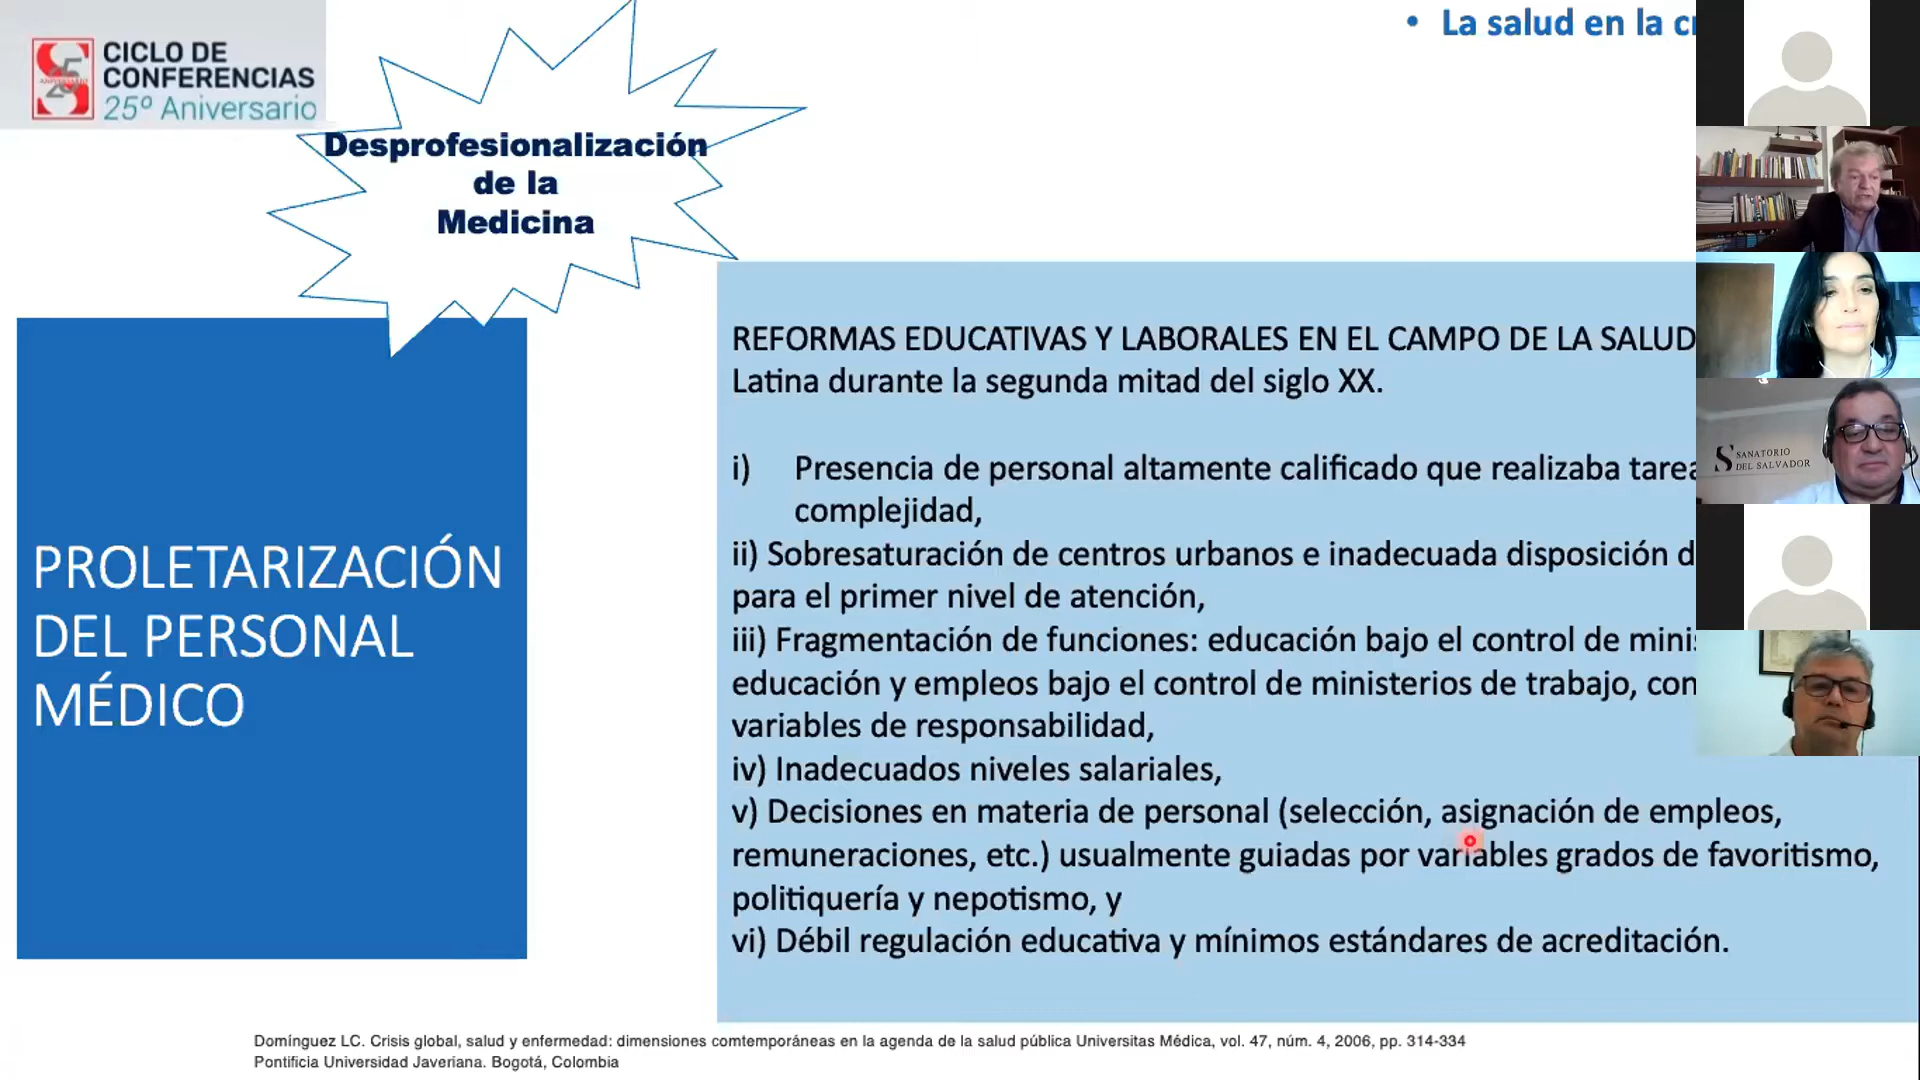 CICLO DE
CONFERENCIAS
25º Aniversario
La salud en la
Desprofesionalización
de la
Medicina
PROLETARIZACIÓN
DEL PERSONAL
MÉDICO
REFORMAS EDUCATIVAS Y LABORALES EN EL CAMPO DE LA SALUD
Latina durante la segunda mitad del siglo XX.
i) Presencia de personal altamente calificado que realizaba
complejidad,
ii) Sobresaturación de centros urbanos e inadecuada disposición
para el primer nivel de atención,
iii) Fragmentación de funciones: educación bajo el control de
educación y empleos bajo el control de ministerios de trabajo, con
variables de responsabilidad,
iv) Inadecuados niveles salariales,
v) Decisiones en materia de personal (selección, asignación de empleos,
remuneraciones, etc.) usualmente guiadas por variables grados de favoritismo,
politiquería y nepotismo, y
vi) Débil regulación educativa y mínimos estándares de acreditación.
Domínguez LC. Crisis global, salud y enfermedad: dimensiones comtemporáneas en la agenda de la salud pública Universitas Médica, vol. 47, núm. 4, 2006, pp. 314-334
Pontificia Universidad Javeriana. Bogotá, Colombia
SANATORIO
DEL SALVADOR